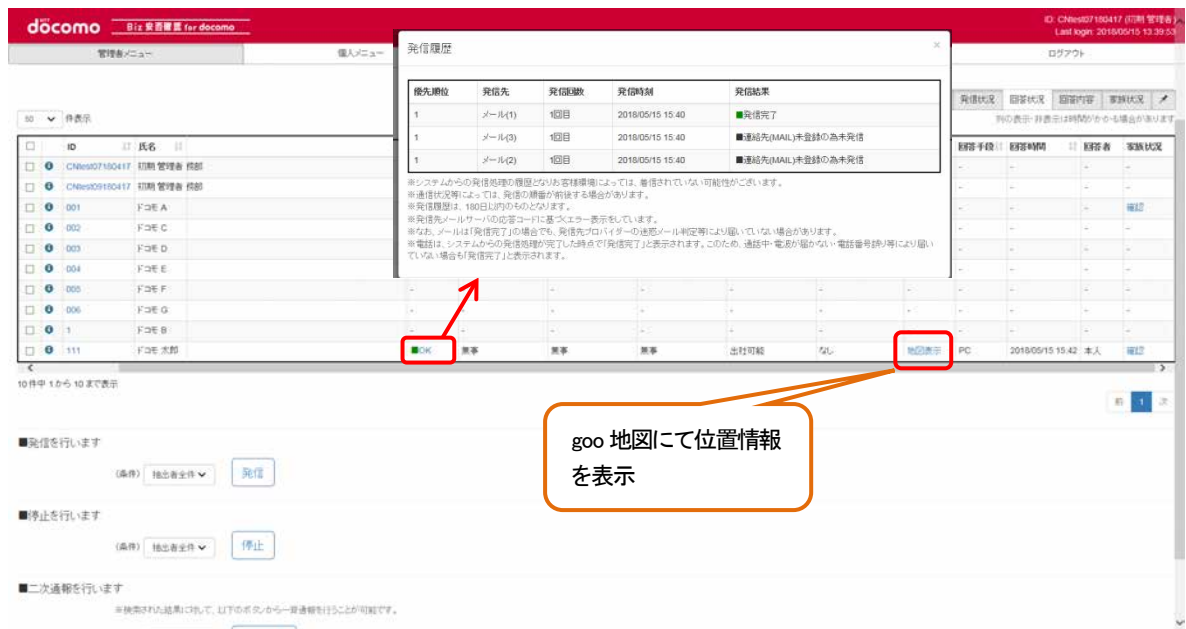 döcomo Biz 安否確認 for docomo
ID: CNtest07180417 (初期 管理者)
Last login: 2018/05/15 13:39:53
管理者メニュー 個人メニュー ログアウト
発信履歴 ×
優先順位 発信先 発信回数 発信時刻 発信結果
1 メール(1) 1回目 2018/05/15 15:40 ■発信完了
1 メール(3) 1回目 2018/05/15 15:40 ■連絡先(MAIL)未登録の為未発信
1 メール(2) 1回目 2018/05/15 15:40 ■連絡先(MAIL)未登録の為未発信
※システムからの発信処理の履歴となりお客様環境によっては、着信されていない可能性がございます。
※通信状況等によっては、発信の順番が前後する場合があります。
※発信履歴は、180日以内のものとなります。
※発信先メールサーバの応答コードに基づくエラー表示をしています。
※なお、メールは「発信完了」の場合でも、発信先プロバイダーの迷惑メール判定等により届いていない場合があります。
※電話は、システムからの発信処理が完了した時点で「発信完了」と表示されます。このため、通話中・電波が届かない・電話番号誤り等により届い
ていない場合も「発信完了」と表示されます。
発信状況 回答状況 回答内容 家族状況
50 件表示
列の表示・非表示は時間がかかる場合があります
ID 氏名 回答手段 回答時間 回答者 家族状況
CNtest07180417 初期 管理者 - - - -
CNtest09180417 初期 管理者 - - - -
001 ドコモ A - - - 確認
002 ドコモ C - - - -
003 ドコモ D - - - -
004 ドコモ E - - - -
005 ドコモ F - - - - - - - - - - -
006 ドコモ G - - - - - - - - - - -
1 ドコモ B - - - - - - - - - - -
111 ドコモ 太郎 ■OK 無事 無事 無事 出社可能 なし 地図表示 PC 2018/05/15 15:42 本人 確認
10 件中 1 から 10 まで表示
前 1 次
goo 地図にて位置情報
を表示
■発信を行います
(条件) 抽出者全件 発信
■停止を行います
(条件) 抽出者全件 停止
■二次通報を行います
※検索された結果に対して、以下のボタンから一斉通報を行うことが可能です。